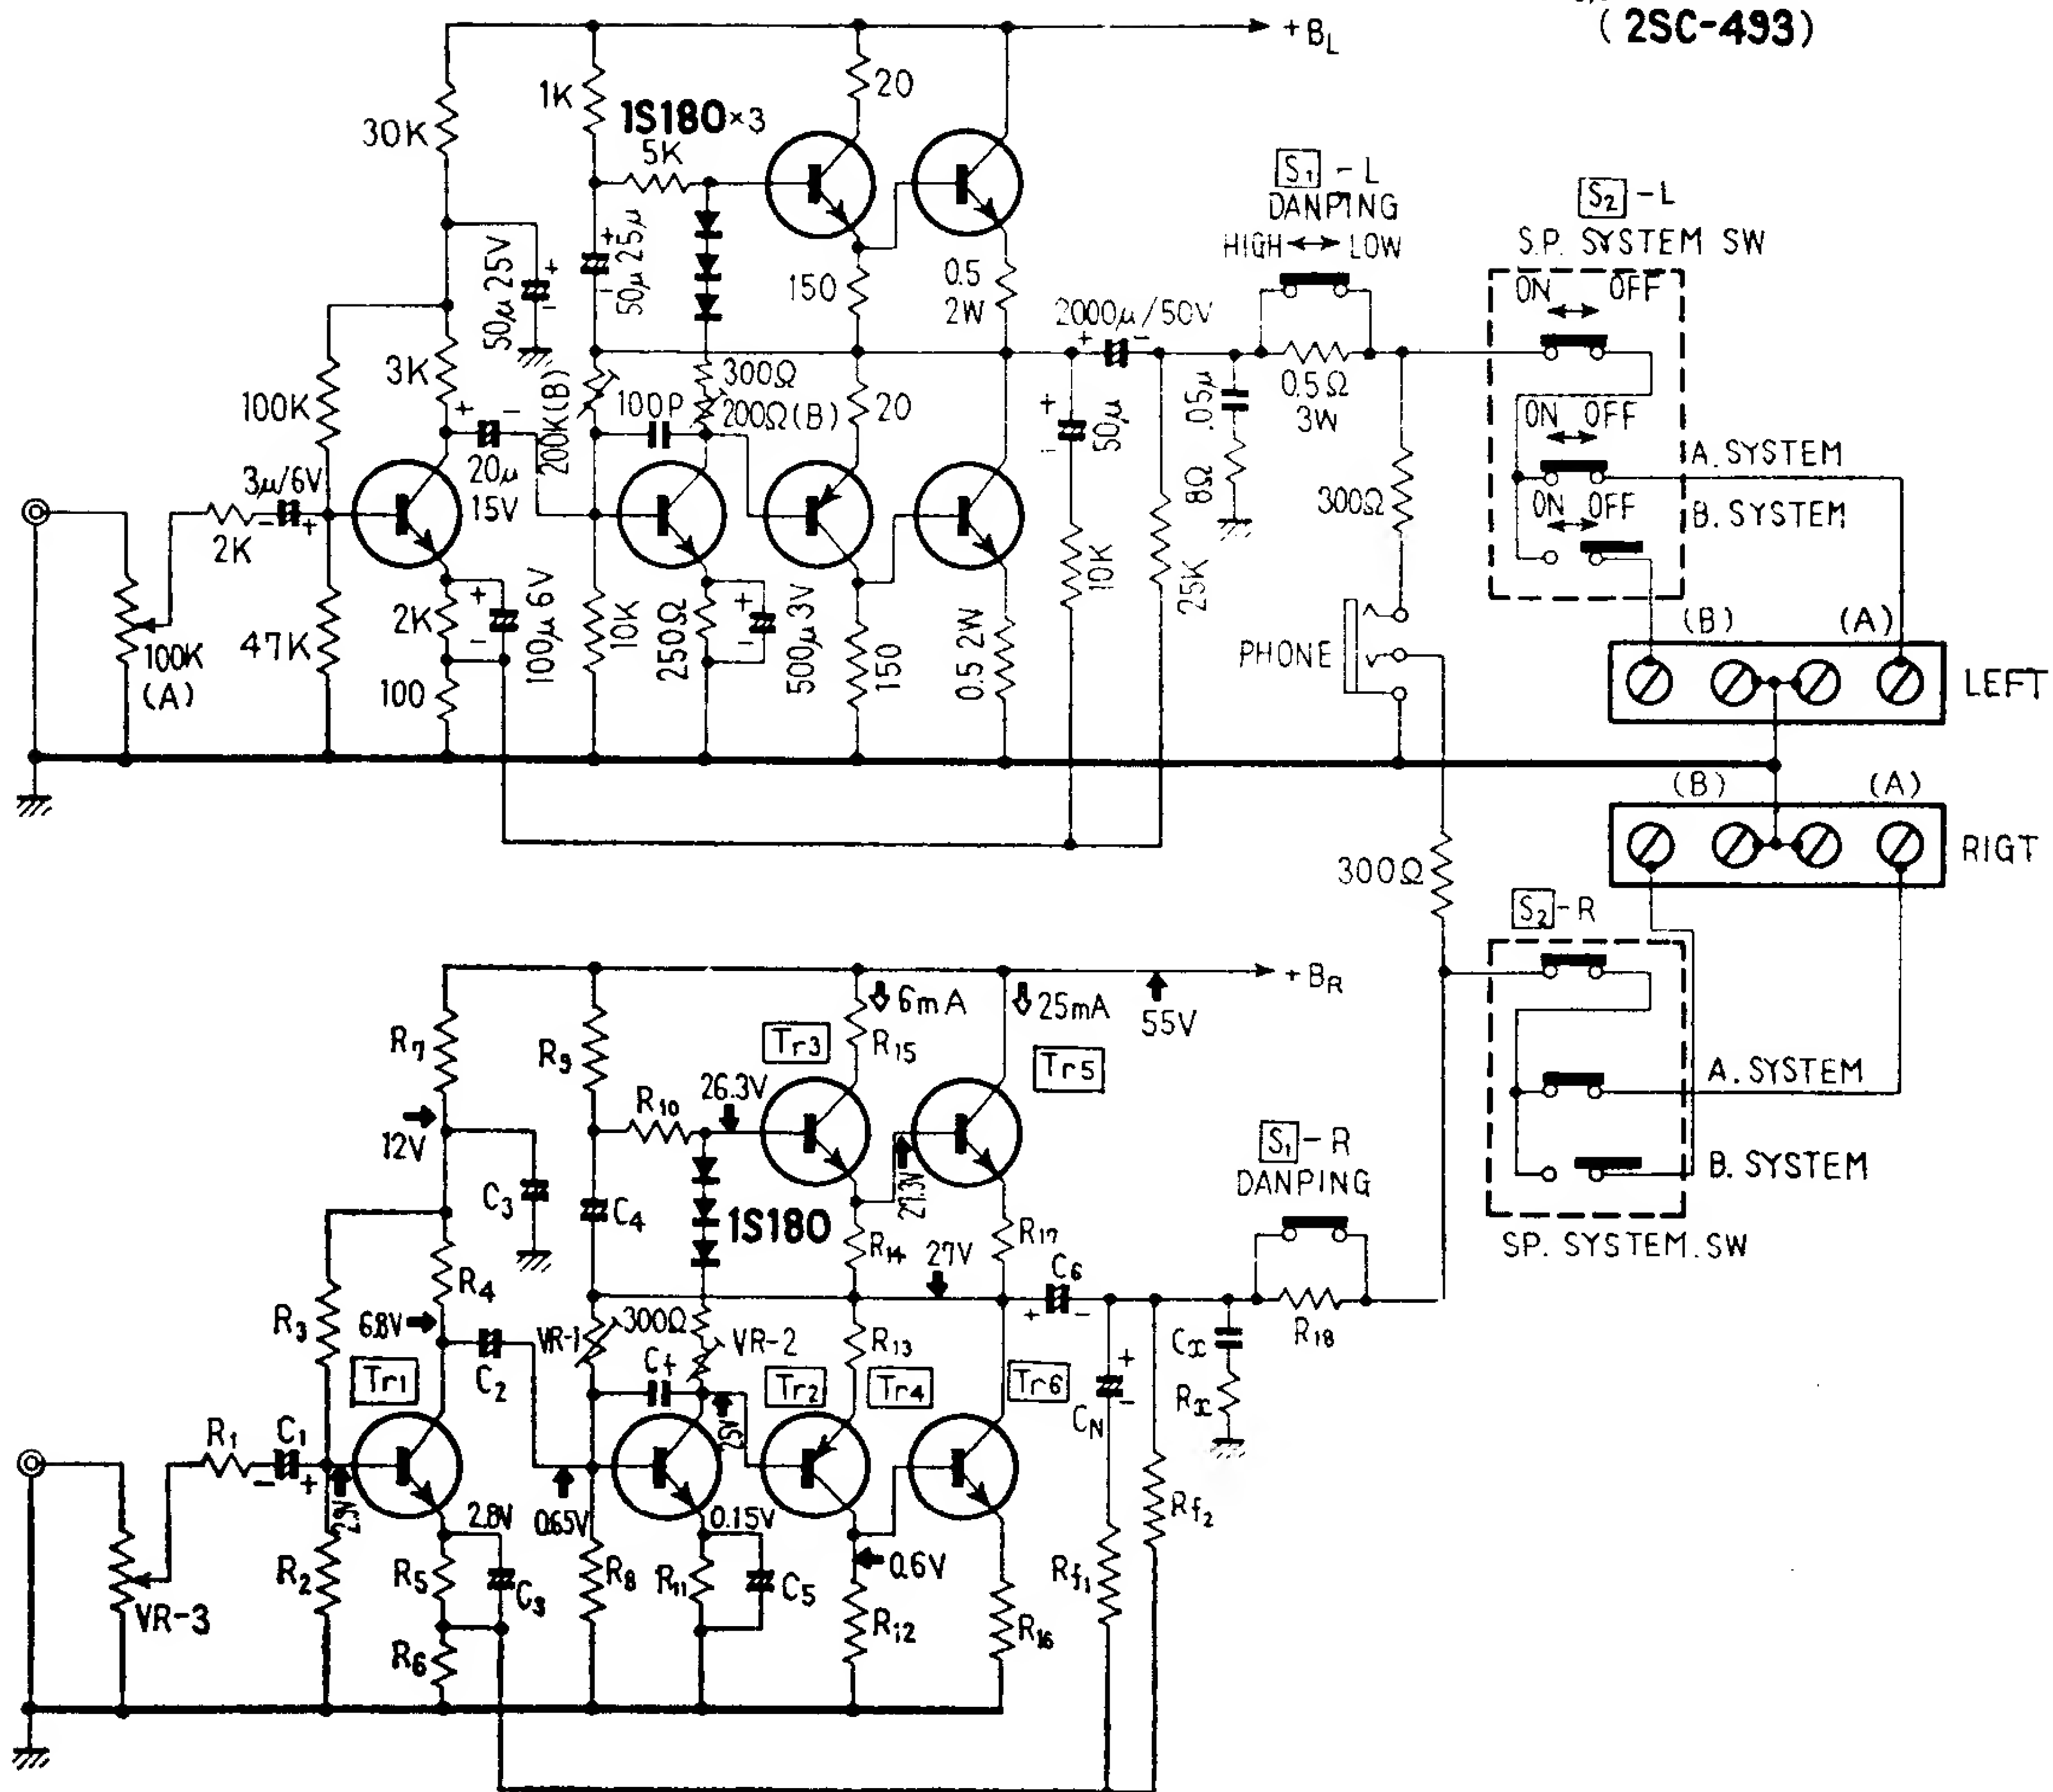 (2SC-493)
+BL
20
1K
1S180×3
30K
5K
S1-L
DANPING
HIGH↔LOW
S2-L
S.P. SYSTEM SW
ON OFF
50μ 25V
+
-
50μ 25μ
+
-
150
0.5
2W
2000μ/50V
+ -
3K
300Ω
200Ω(B)
20
0.5Ω
3W
100K
+ -
200K(B)
100P
+
-
50μ
.05μ
ON OFF
A. SYSTEM
3μ/6V
- +
20μ
15V
8Ω
300Ω
ON OFF
B. SYSTEM
2K
10K
25K
2K
+
-
100μ 6V
10K
250Ω
+
-
500μ 3V
150
0.5 2W
47K
100K
(A)
100
PHONE
(B) (A)
LEFT
(B) (A)
RIGT
300Ω
S2-R
+BR
6mA
25mA
55V
R7
R9
Tr3
R15
Tr5
26.3V
R10
A. SYSTEM
12V
S1-R
DANPING
B. SYSTEM
C3
C4
1S180
27.3V
R14
27V
R17
C6
+ -
SP. SYSTEM. SW
R4
R3
6.8V
VR-1
300Ω
VR-2
R13
Cx
R18
Tr1
C2
Cf
Tr2
Tr4
Tr6
+
-
CN
Rx
R1
C1
- +
25V
2.9V
2.8V
0.65V
0.15V
Rf2
R2
R5
C3
R8
R11
C5
0.6V
Rf1
VR-3
R6
R12
R16